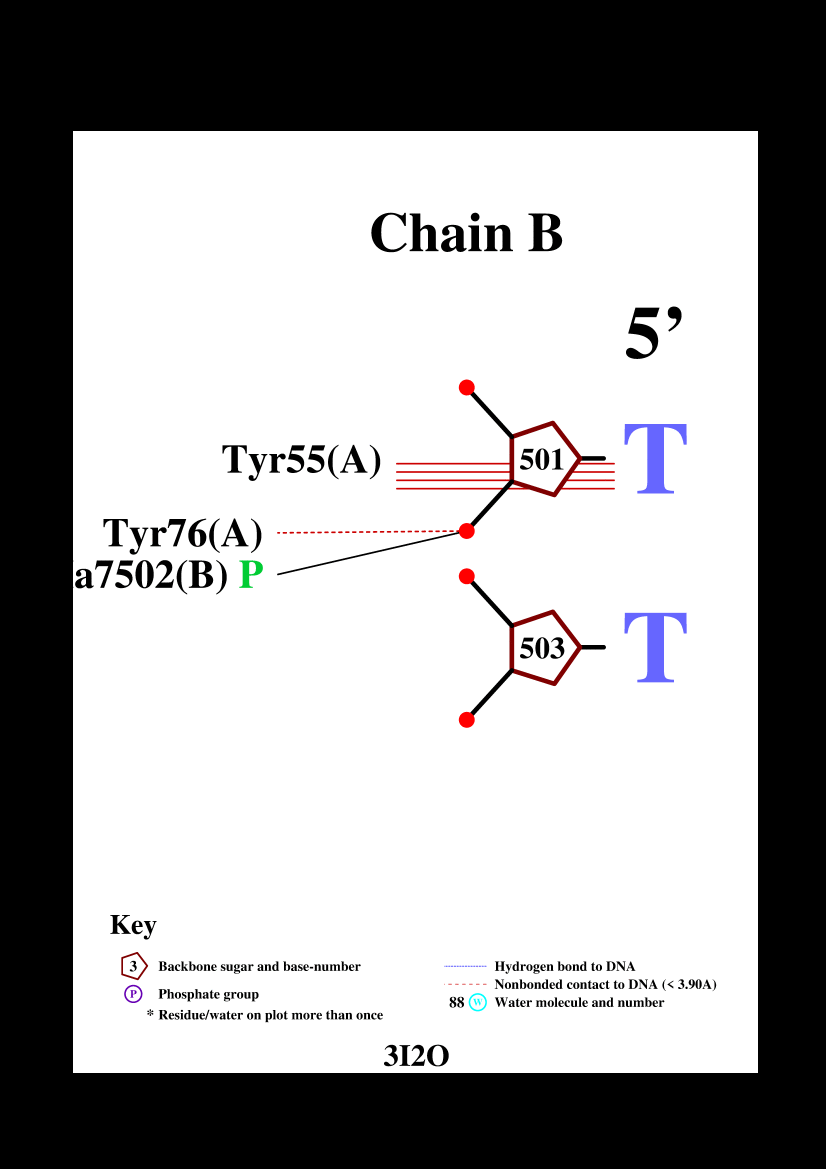 Chain B
5’
Tyr55(A)
501
T
Tyr76(A)
a7502(B) P
503
T
Key
3 Backbone sugar and base-number
P Phosphate group
* Residue/water on plot more than once
Hydrogen bond to DNA
Nonbonded contact to DNA (< 3.90A)
88 W Water molecule and number
3I2O